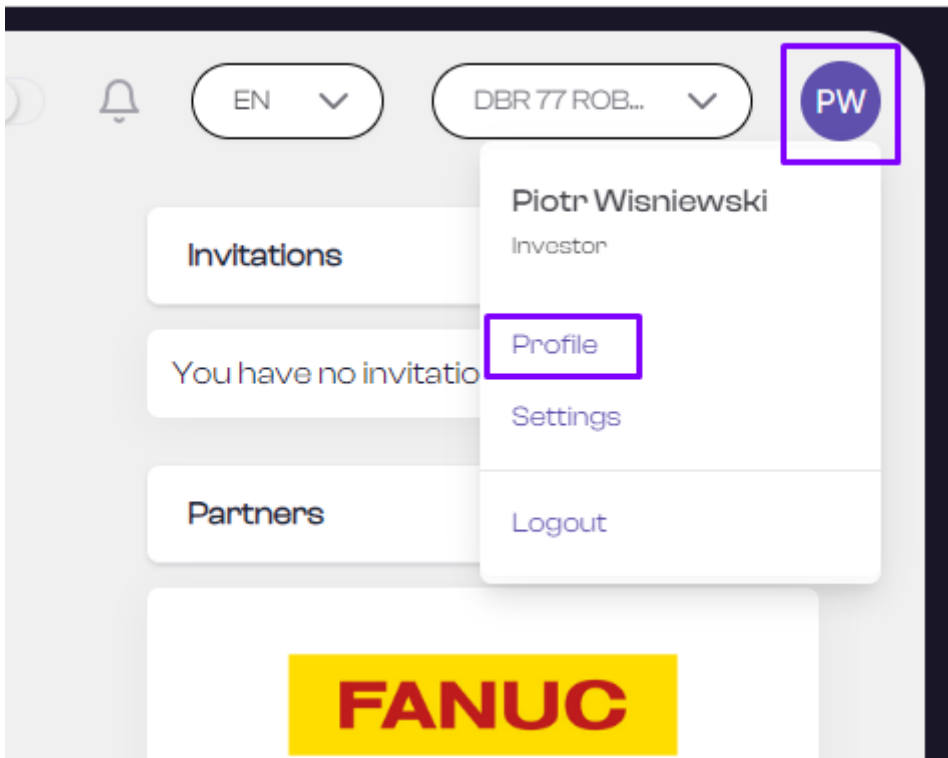 EN
DBR 77 ROB...
PW
Piotr Wisniewski
Investor
Invitations
Profile
You have no invitatio
Settings
Partners
Logout
FANUC